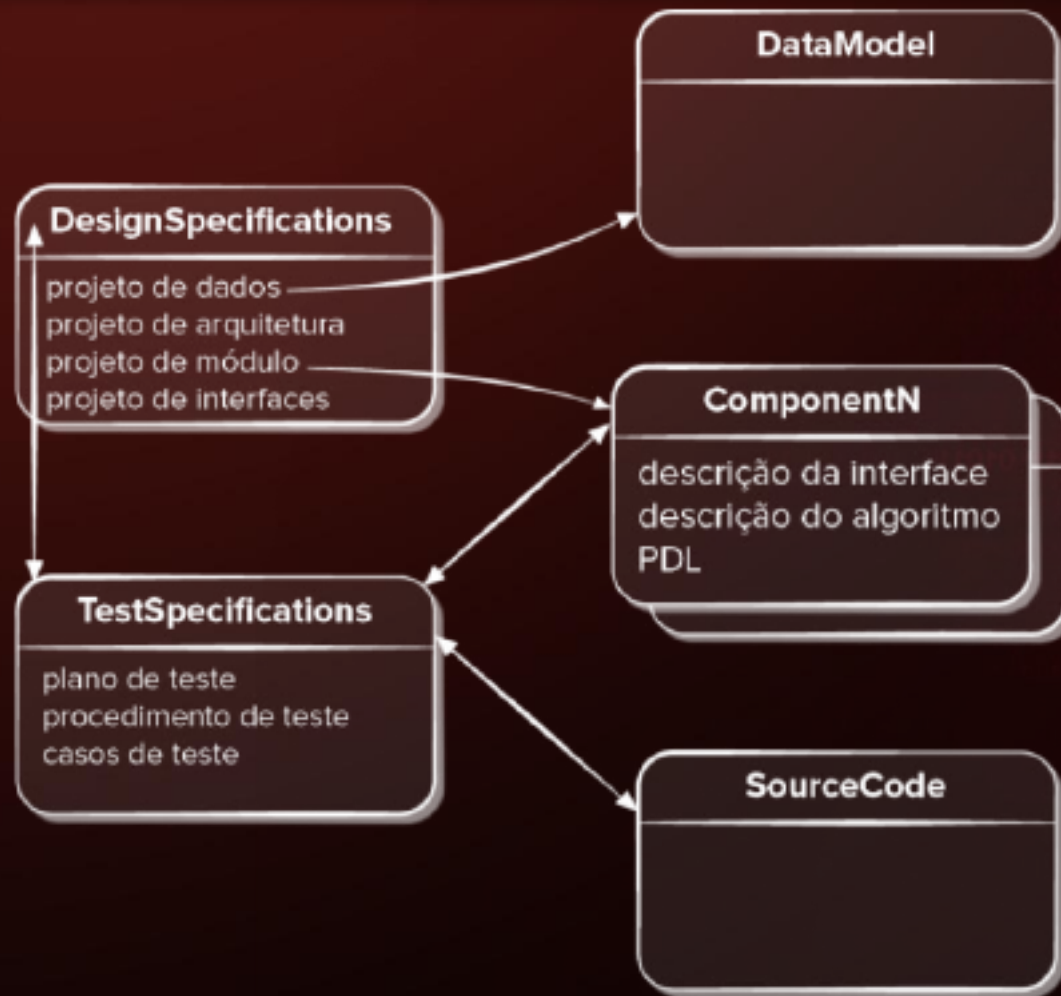 DataModel
DesignSpecifications
projeto de dados
projeto de arquitetura
projeto de módulo
projeto de interfaces
ComponentN
descrição da interface
descrição do algoritmo
PDL
TestSpecifications
plano de teste
procedimento de teste
casos de teste
SourceCode